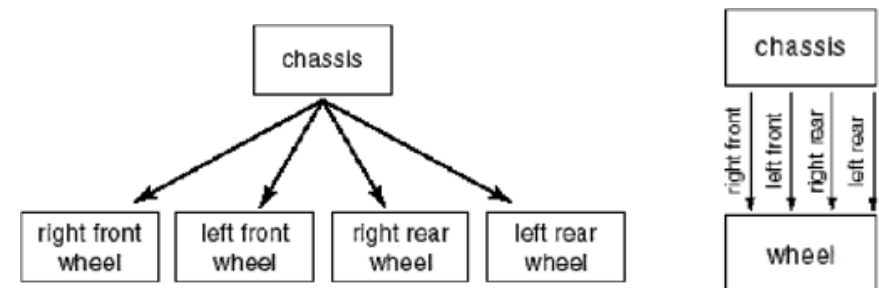 chassis
right front
wheel
left front
wheel
right rear
wheel
left rear
wheel
chassis
right front
left front
right rear
left rear
wheel